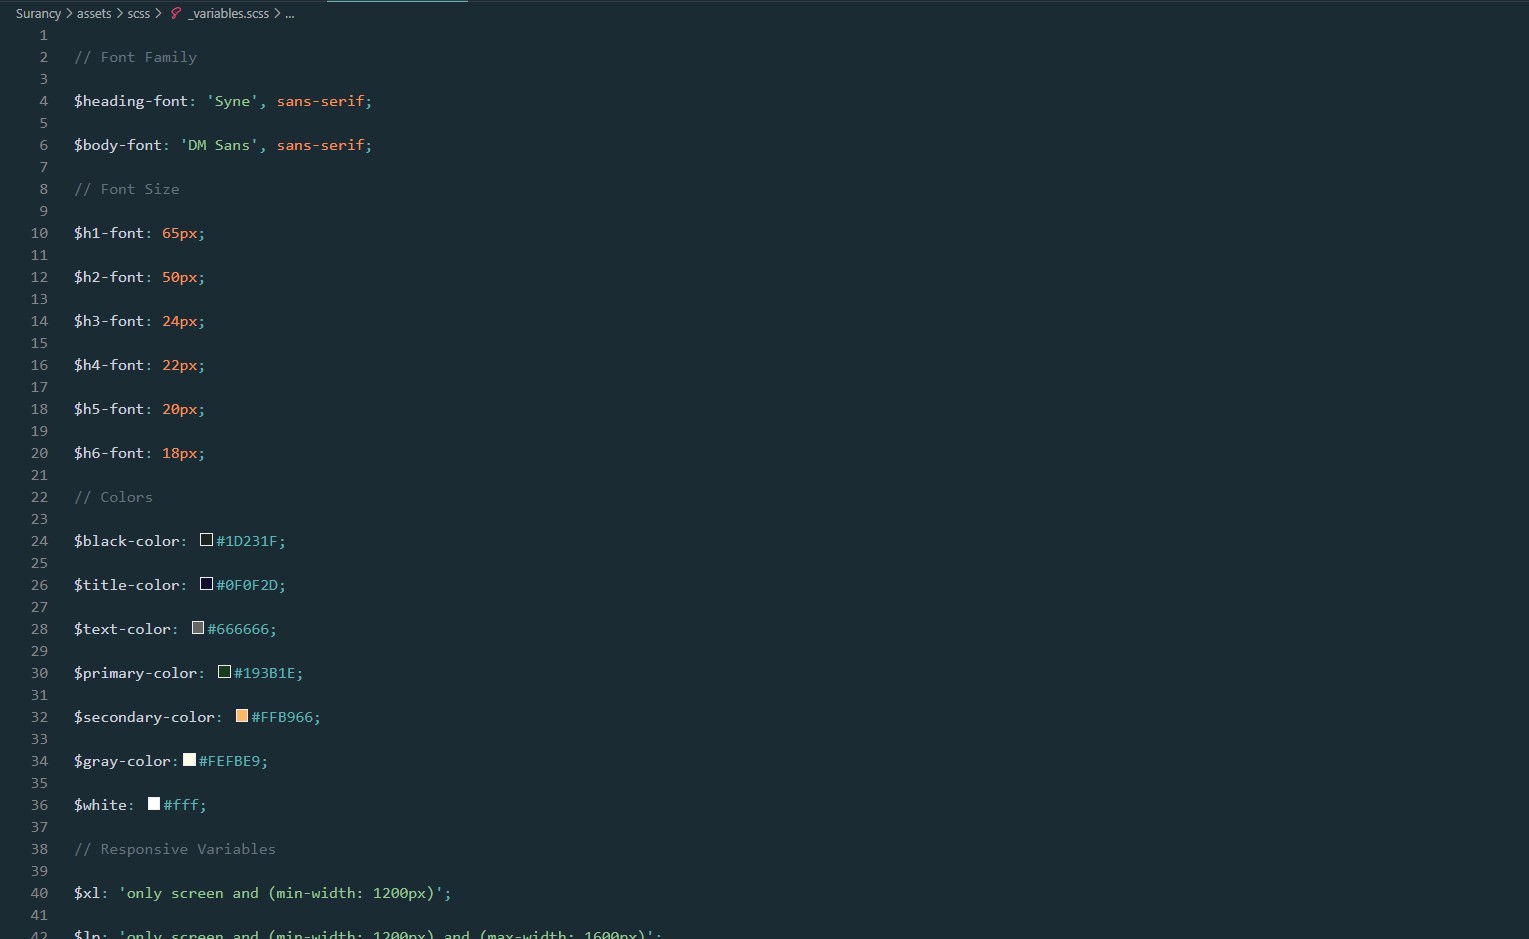 Surancy > assets > scss > _variables.scss > ...
1
2 // Font Family
3
4 $heading-font: 'Syne', sans-serif;
5
6 $body-font: 'DM Sans', sans-serif;
7
8 // Font Size
9
10 $h1-font: 65px;
11
12 $h2-font: 50px;
13
14 $h3-font: 24px;
15
16 $h4-font: 22px;
17
18 $h5-font: 20px;
19
20 $h6-font: 18px;
21
22 // Colors
23
24 $black-color: #1D231F;
25
26 $title-color: #0F0F2D;
27
28 $text-color: #666666;
29
30 $primary-color: #193B1E;
31
32 $secondary-color: #FFB966;
33
34 $gray-color: #FEFBE9;
35
36 $white: #fff;
37
38 // Responsive Variables
39
40 $xl: 'only screen and (min-width: 1200px)';
41
42 $lp: 'only screen and (min-width: 1200px) and (max-width: 1600px)';